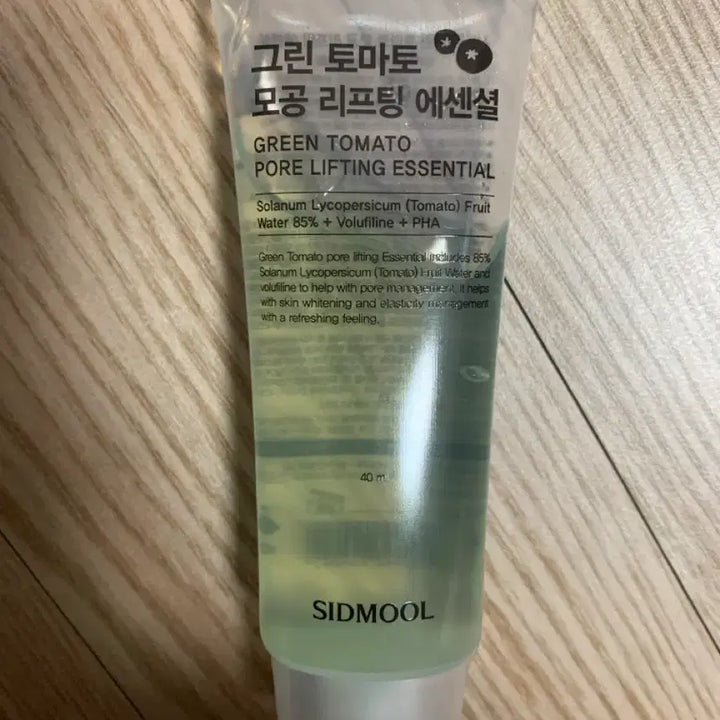 그린 토마토
모공 리프팅 에센셜
GREEN TOMATO
PORE LIFTING ESSENTIAL
Solanum Lycopersicum (Tomato) Fruit
Water 85% + Volufiline + PHA
Green Tomato pore lifting Essential includes 85%
Solanum Lycopersicum (Tomato) Fruit Water and
volufiline to help with pore management. it helps
with skin whitening and elasticity management
with a refreshing feeling.
40 ml
SIDMOOL